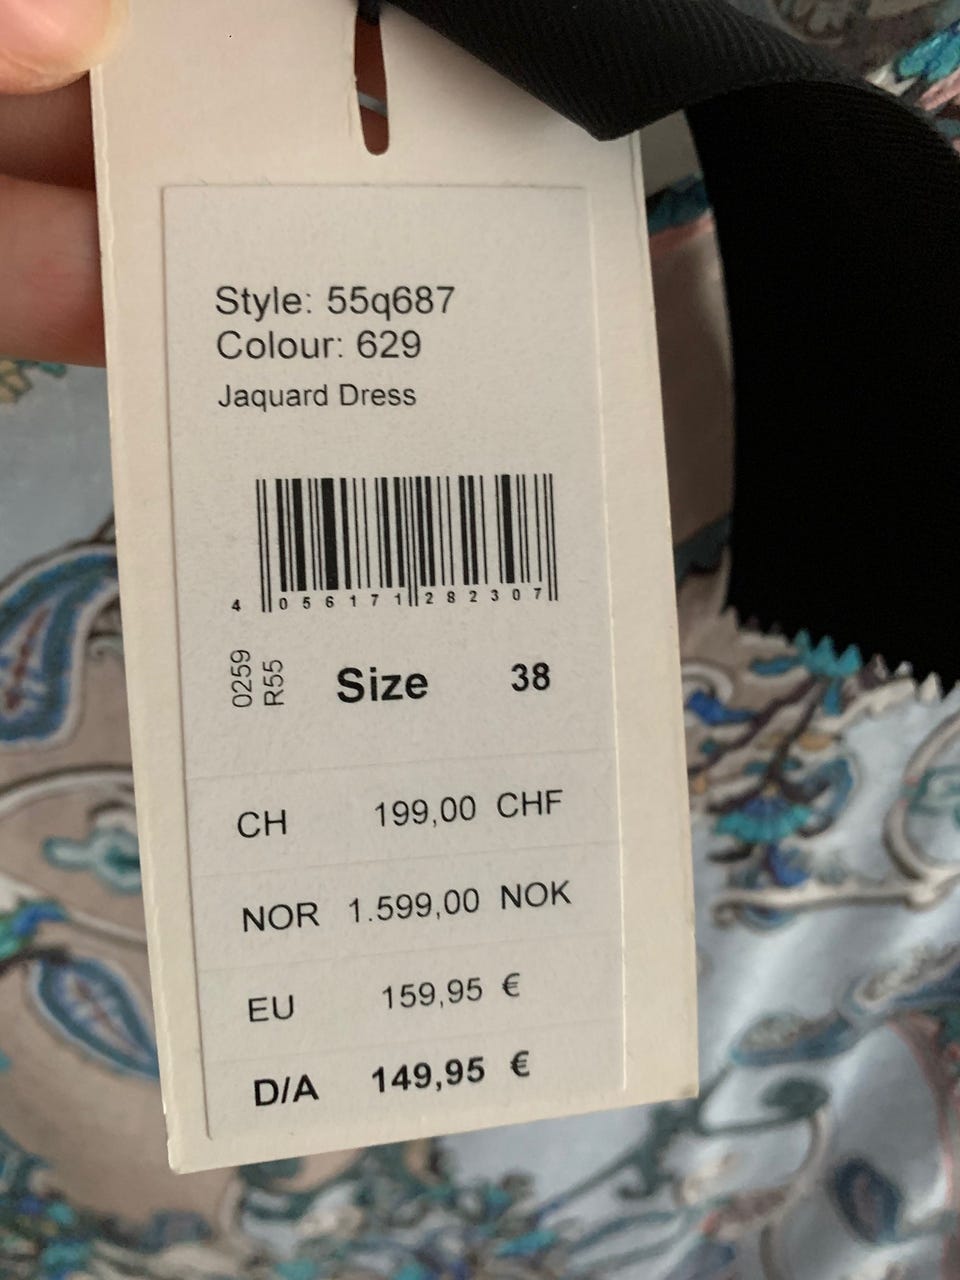 Style: 55q687
Colour: 629
Jaquard Dress
4 056171 282307
0259
R55
Size 38
CH 199,00 CHF
NOR 1.599,00 NOK
EU 159,95 €
D/A 149,95 €